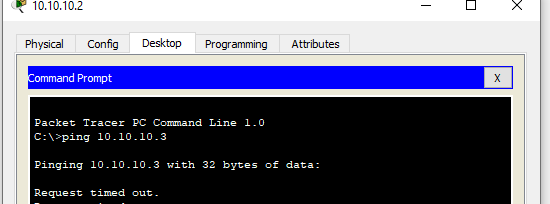 10.10.10.2
Physical Config Desktop Programming Attributes
Command Prompt X
Packet Tracer PC Command Line 1.0
C:\>ping 10.10.10.3
Pinging 10.10.10.3 with 32 bytes of data:
Request timed out.